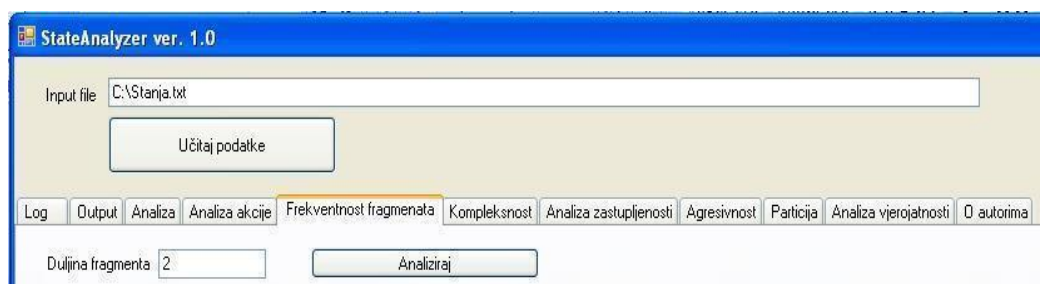 StateAnalyzer ver. 1.0
Input file C:\Stanja.txt
Učitaj podatke
Log Output Analiza Analiza akcije Frekventnost fragmenata Kompleksnost Analiza zastupljenosti Agresivnost Particija Analiza vjerojatnosti O autorima
Duljina fragmenta 2 Analiziraj